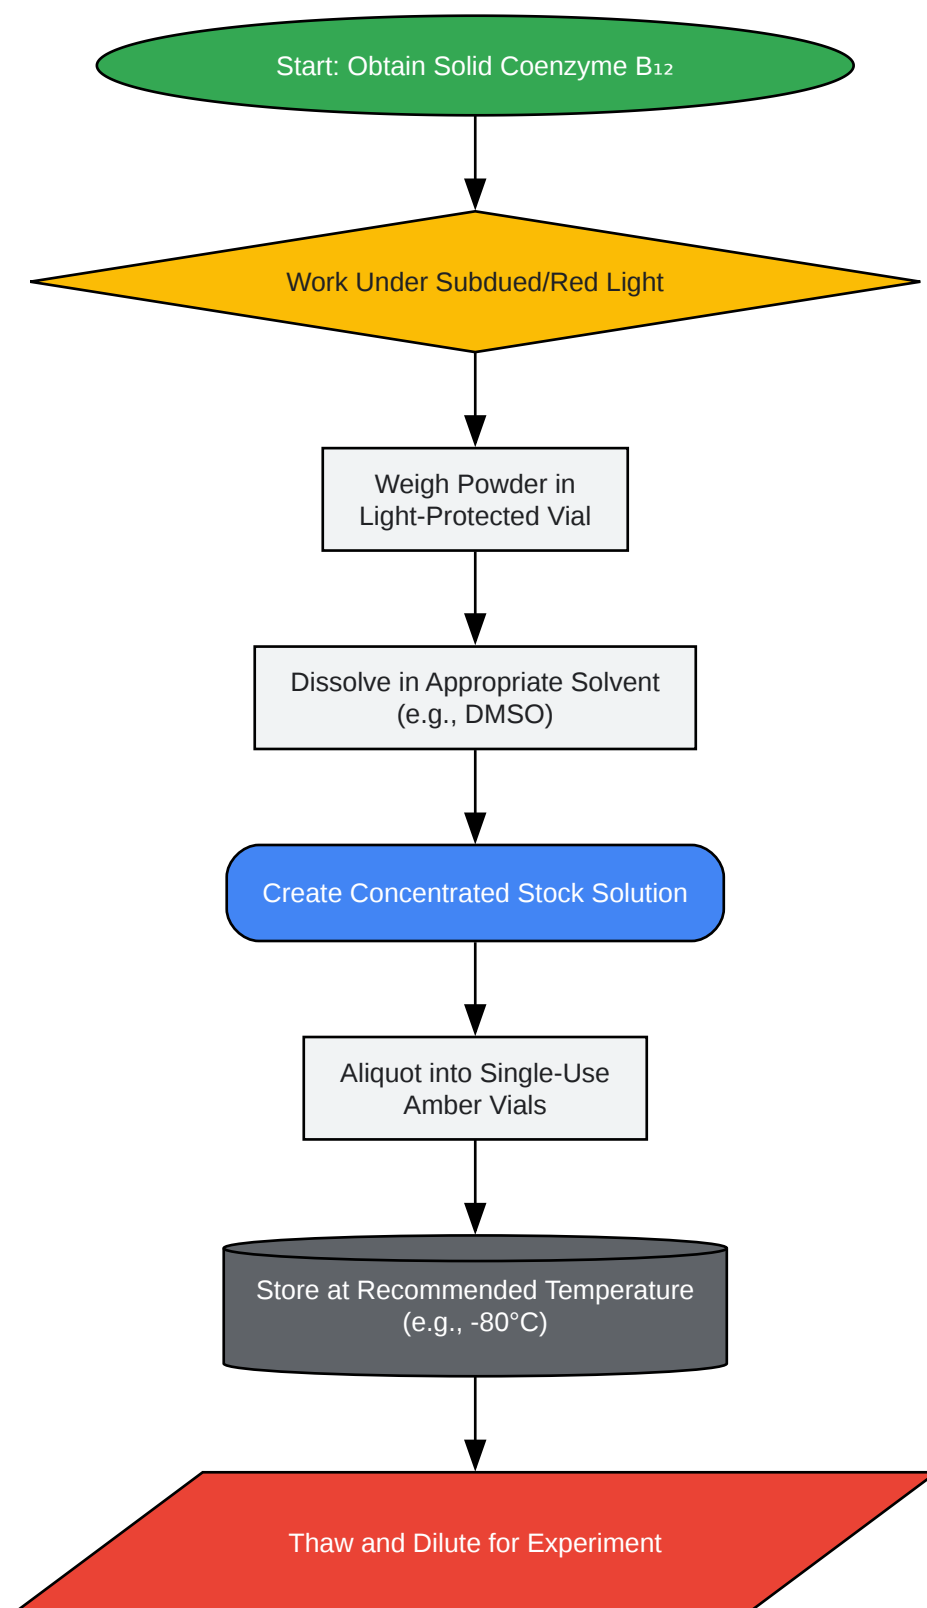 Start: Obtain Solid Coenzyme B₁₂
Work Under Subdued/Red Light
Weigh Powder in
Light-Protected Vial
Dissolve in Appropriate Solvent
(e.g., DMSO)
Create Concentrated Stock Solution
Aliquot into Single-Use
Amber Vials
Store at Recommended Temperature
(e.g., -80°C)
Thaw and Dilute for Experiment